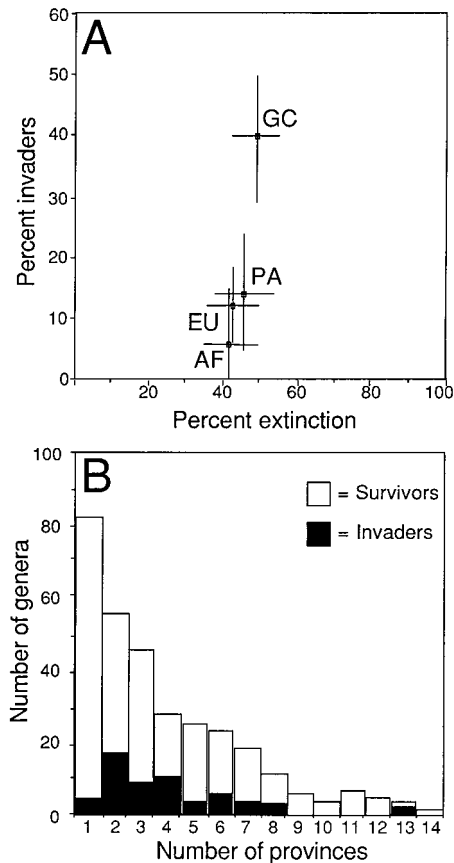 A
60
50
40
30
20
10
0
Percent invaders
GC
PA
EU
AF
20 40 60 80 100
Percent extinction
B
100
80
60
40
20
0
Number of genera
= Survivors
= Invaders
1 2 3 4 5 6 7 8 9 10 11 12 13 14
Number of provinces